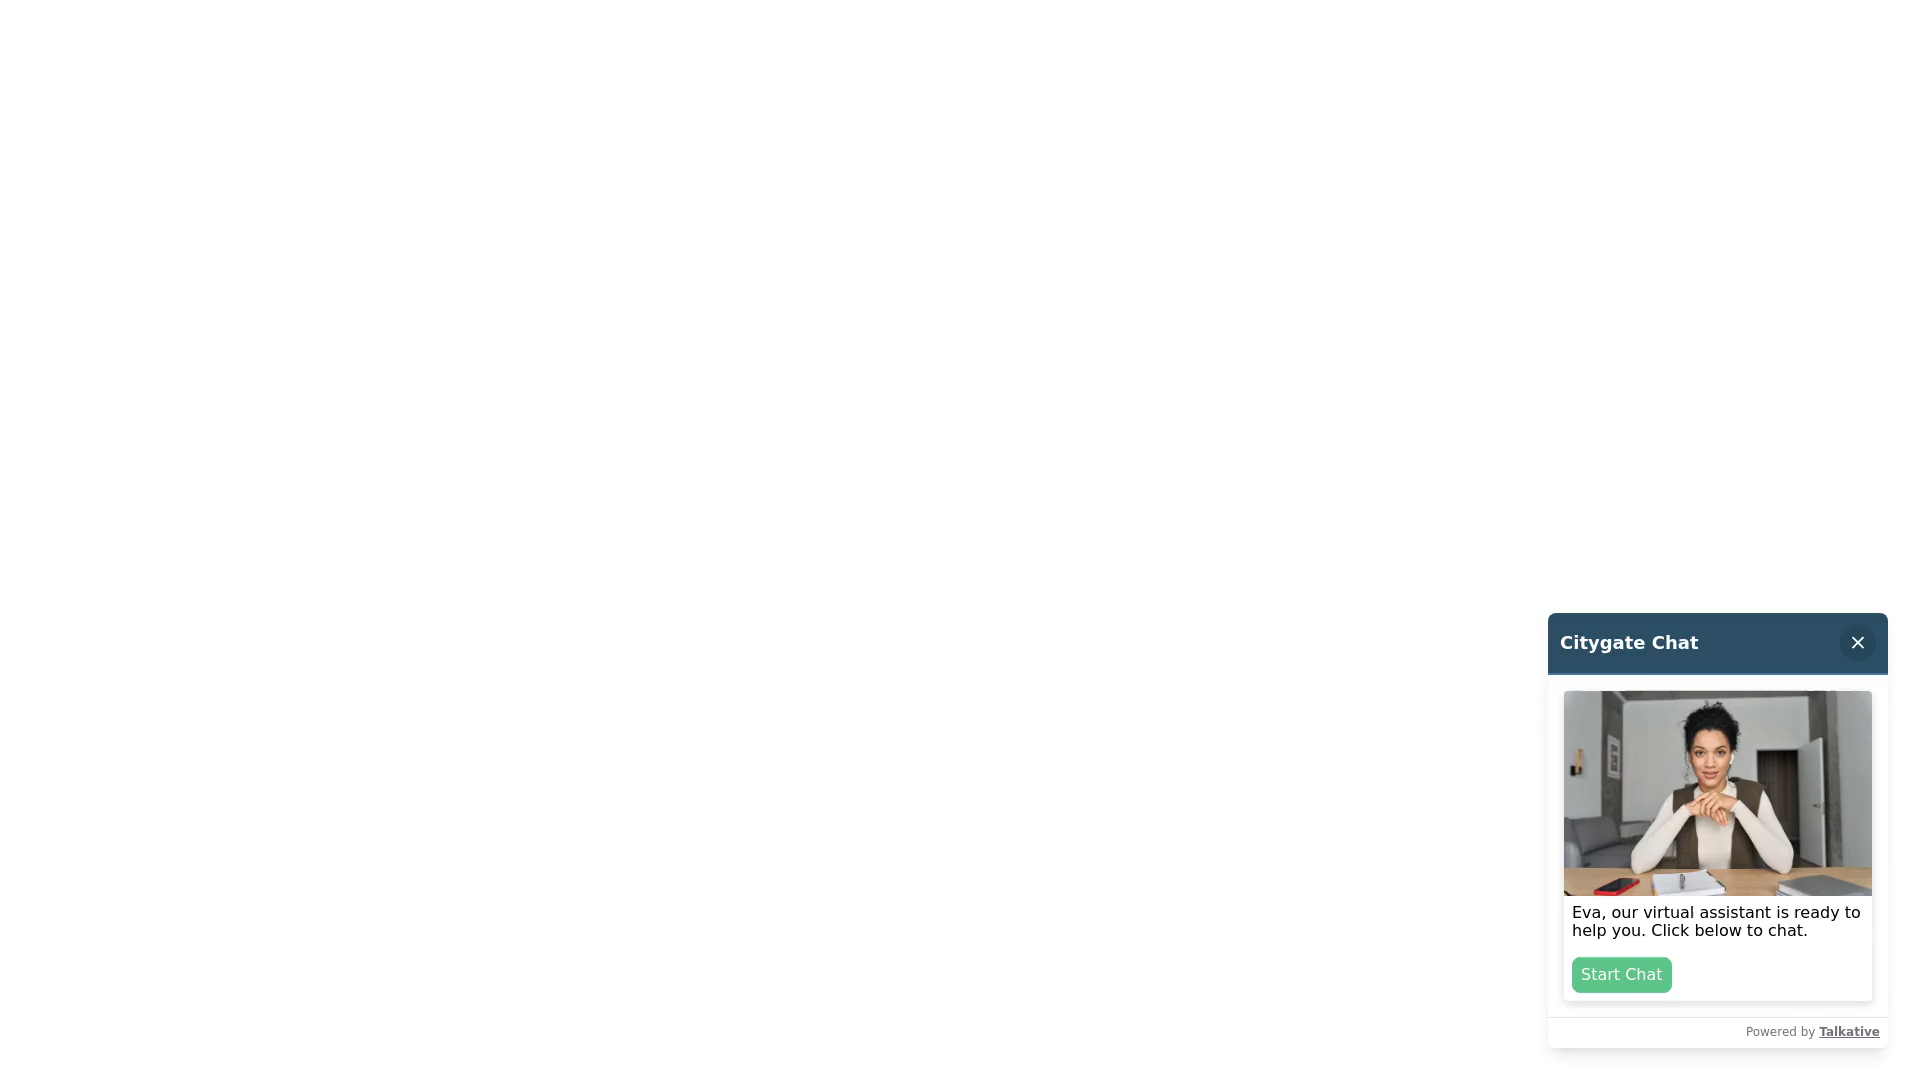 Citygate Chat
Eva, our virtual assistant is ready to
help you. Click below to chat.
Start Chat
Powered by Talkative